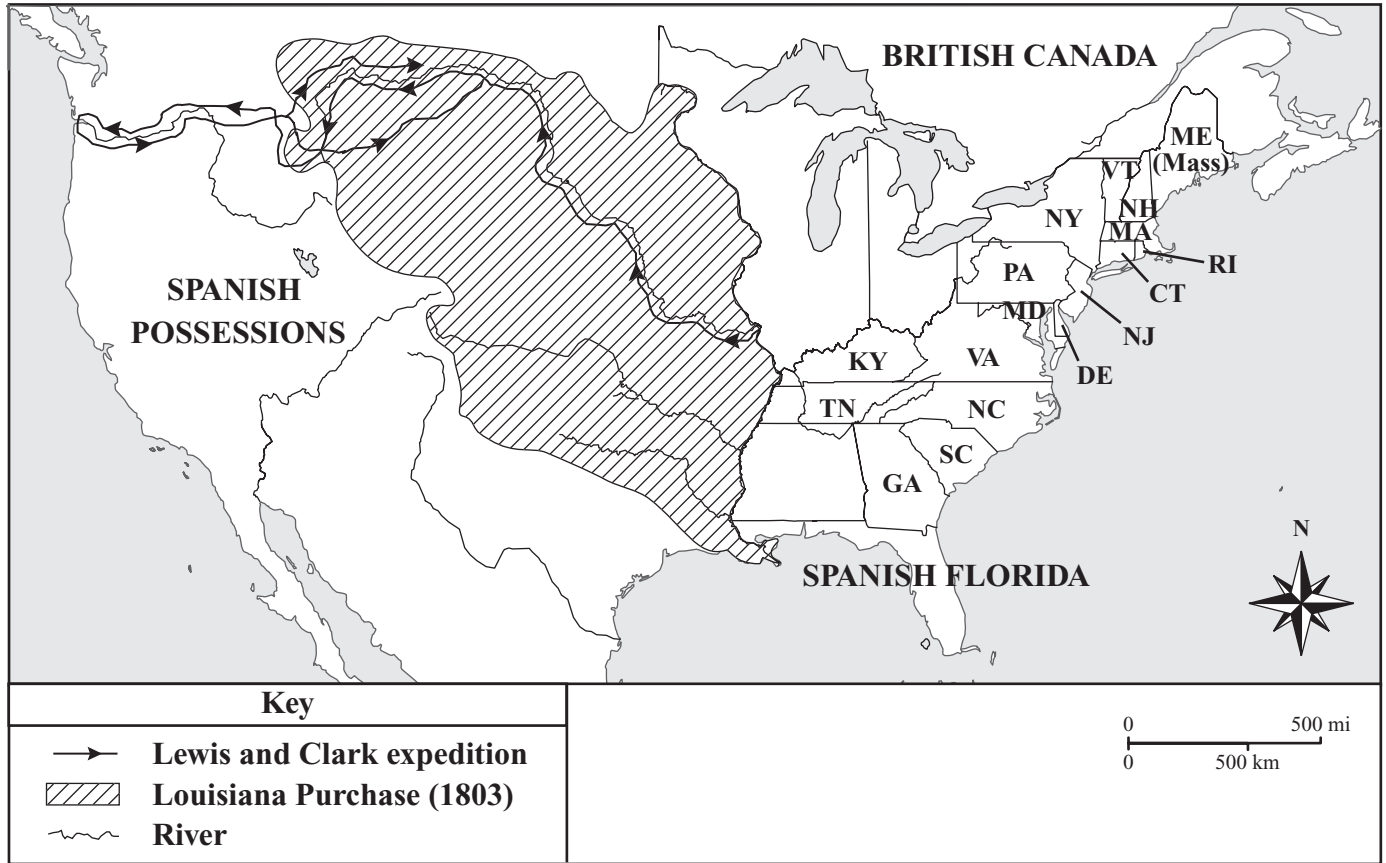 BRITISH CANADA
ME
(Mass)
VT
NH
NY
MA
RI
CT
PA
MD
NJ
DE
SPANISH
POSSESSIONS
KY
VA
TN
NC
SC
GA
SPANISH FLORIDA
N
Key
Lewis and Clark expedition
Louisiana Purchase (1803)
River
0 500 mi
0 500 km